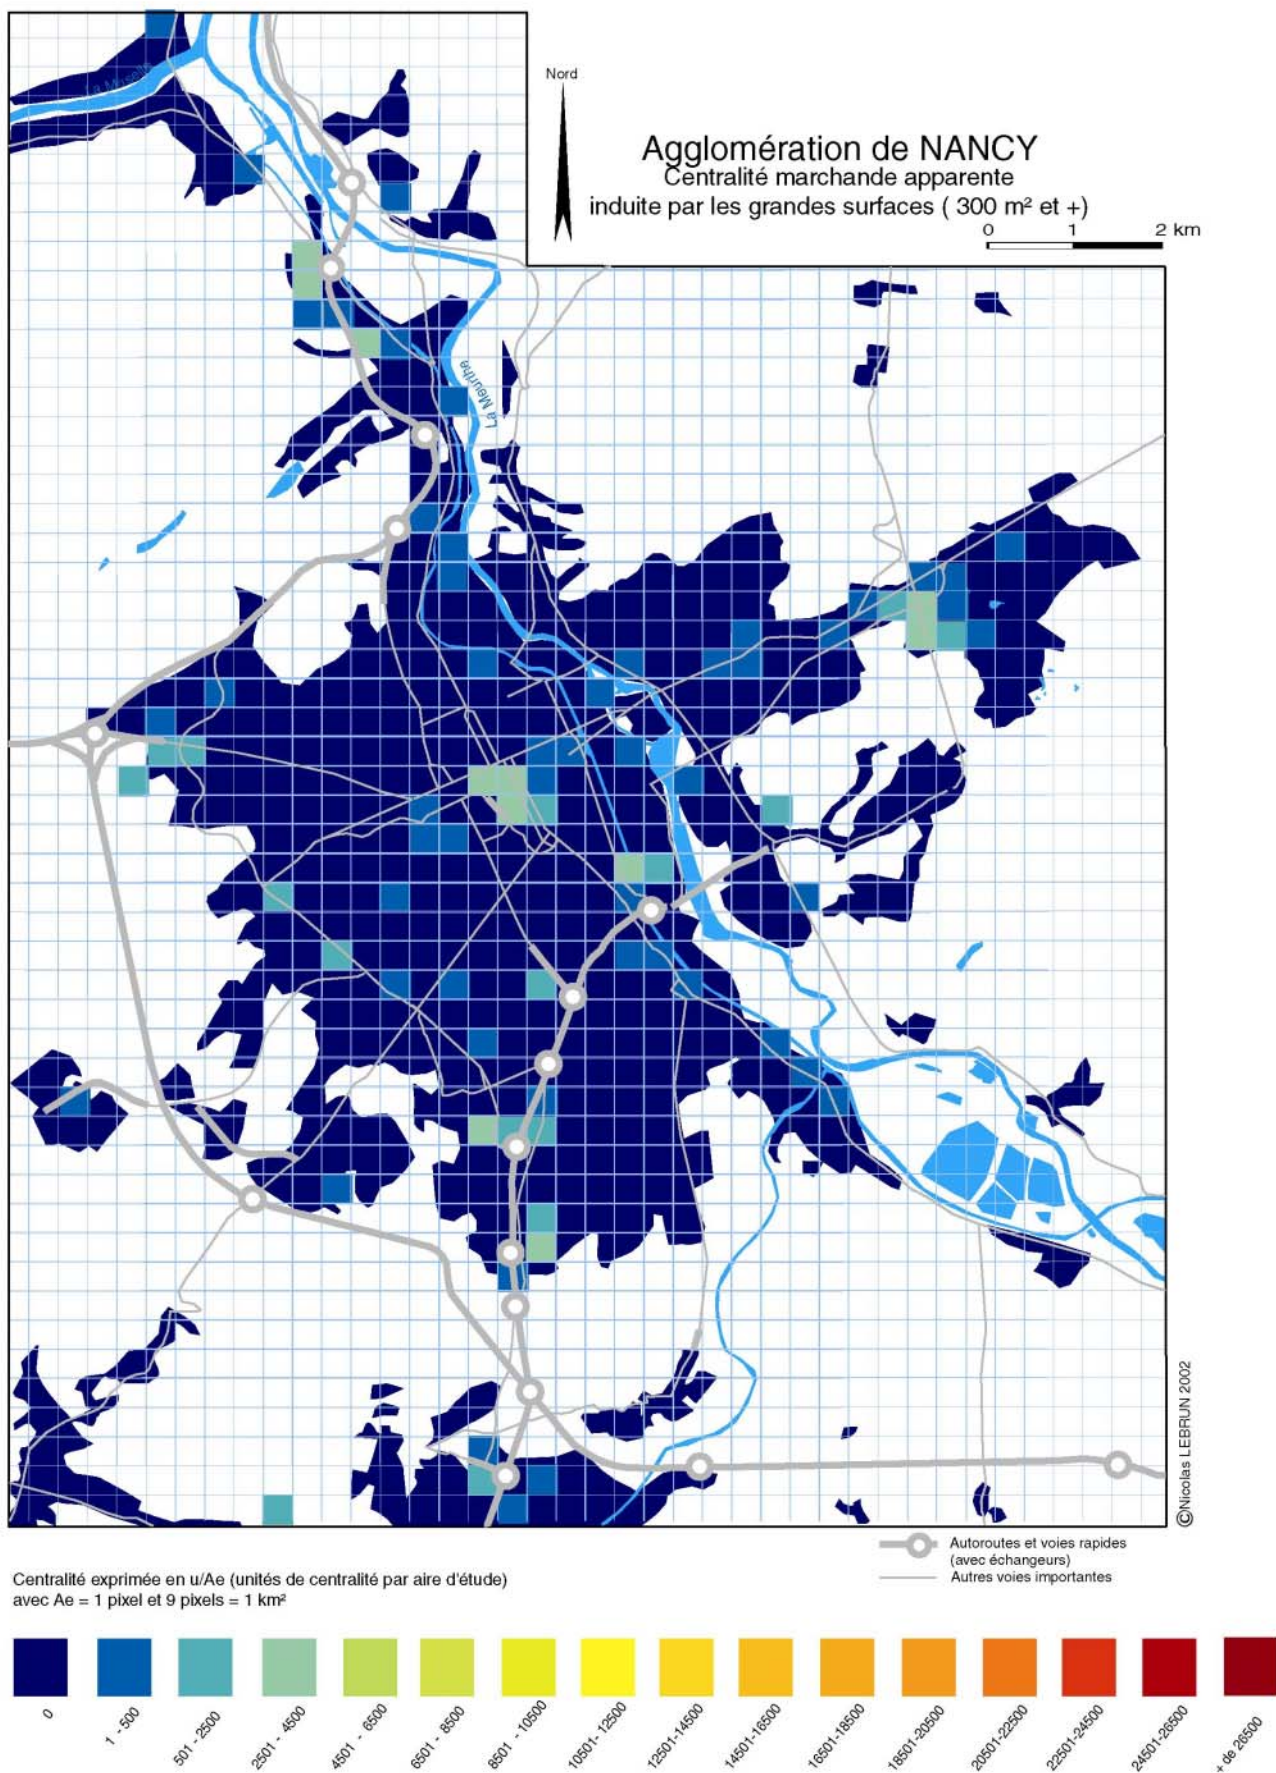 La Moselle
Nord
Agglomération de NANCY
Centralité marchande apparente
induite par les grandes surfaces ( 300 m² et +)
0 1 2 km
La Meurthe
©Nicolas LEBRUN 2002
Autoroutes et voies rapides
(avec échangeurs)
Autres voies importantes
Centralité exprimée en u/Ae (unités de centralité par aire d'étude)
avec Ae = 1 pixel et 9 pixels = 1 km²
0
1 - 500
501 - 2500
2501 - 4500
4501 - 6500
6501 - 8500
8501 - 10500
10501-12500
12501-14500
14501-16500
16501-18500
18501-20500
20501-22500
22501-24500
24501-26500
+ de 26500